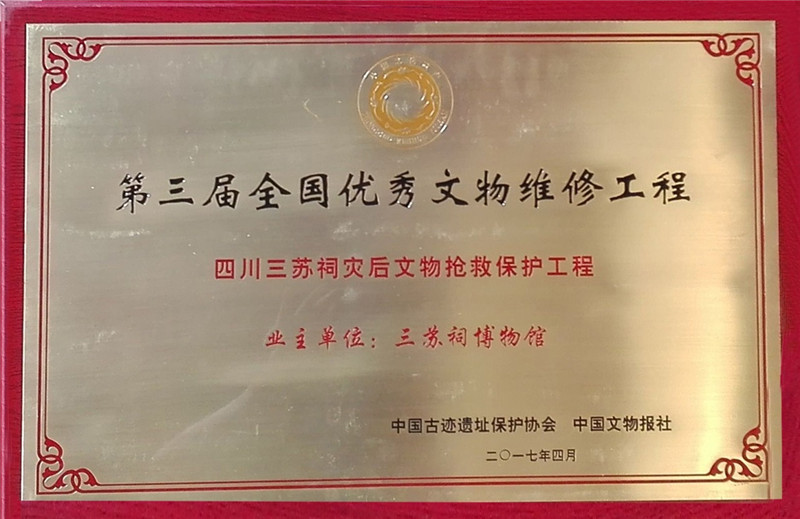 第三届全国优秀文物维修工程
四川三苏祠灾后文物抢救保护工程
业主单位：三苏祠博物馆
中国古迹遗址保护协会 中国文物报社
二〇一七年四月